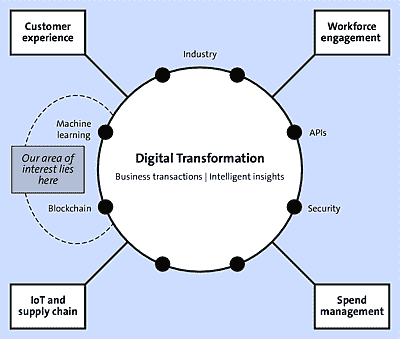 Customer
experience
Workforce
engagement
Industry
Machine
learning
APIs
Our area of
interest lies
here
Digital Transformation
Business transactions | Intelligent insights
Blockchain
Security
IoT and
supply chain
Spend
management